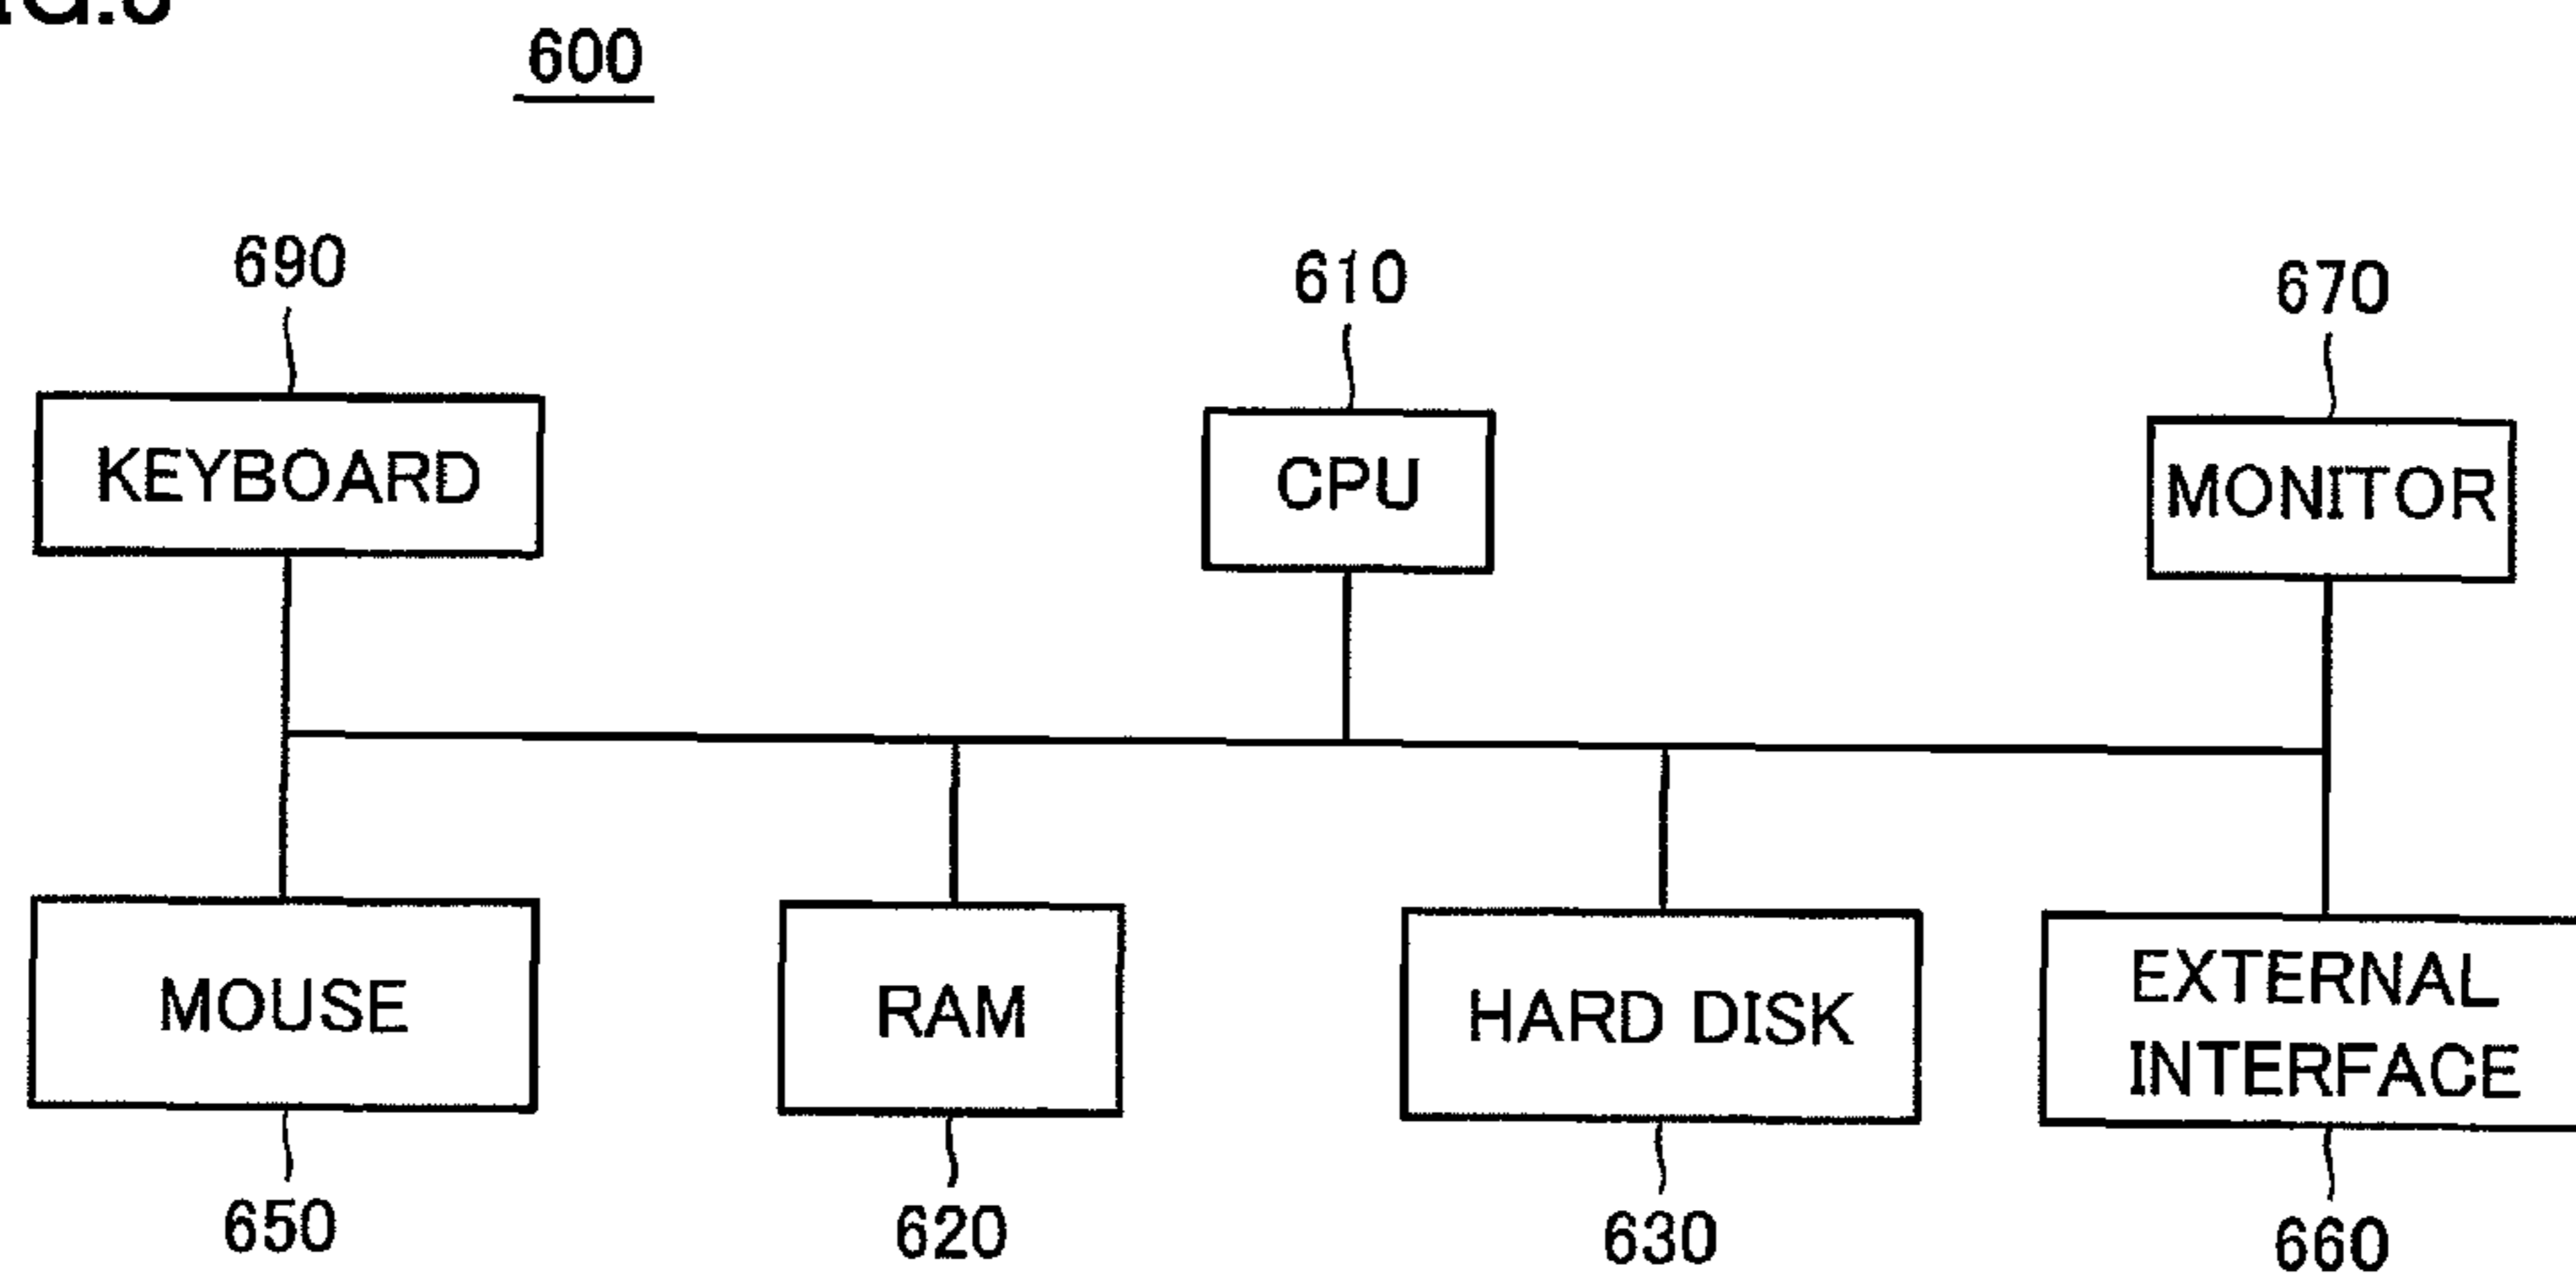 600
690
610
670
KEYBOARD
CPU
MONITOR
MOUSE
RAM
HARD DISK
EXTERNAL
INTERFACE
650
620
630
660